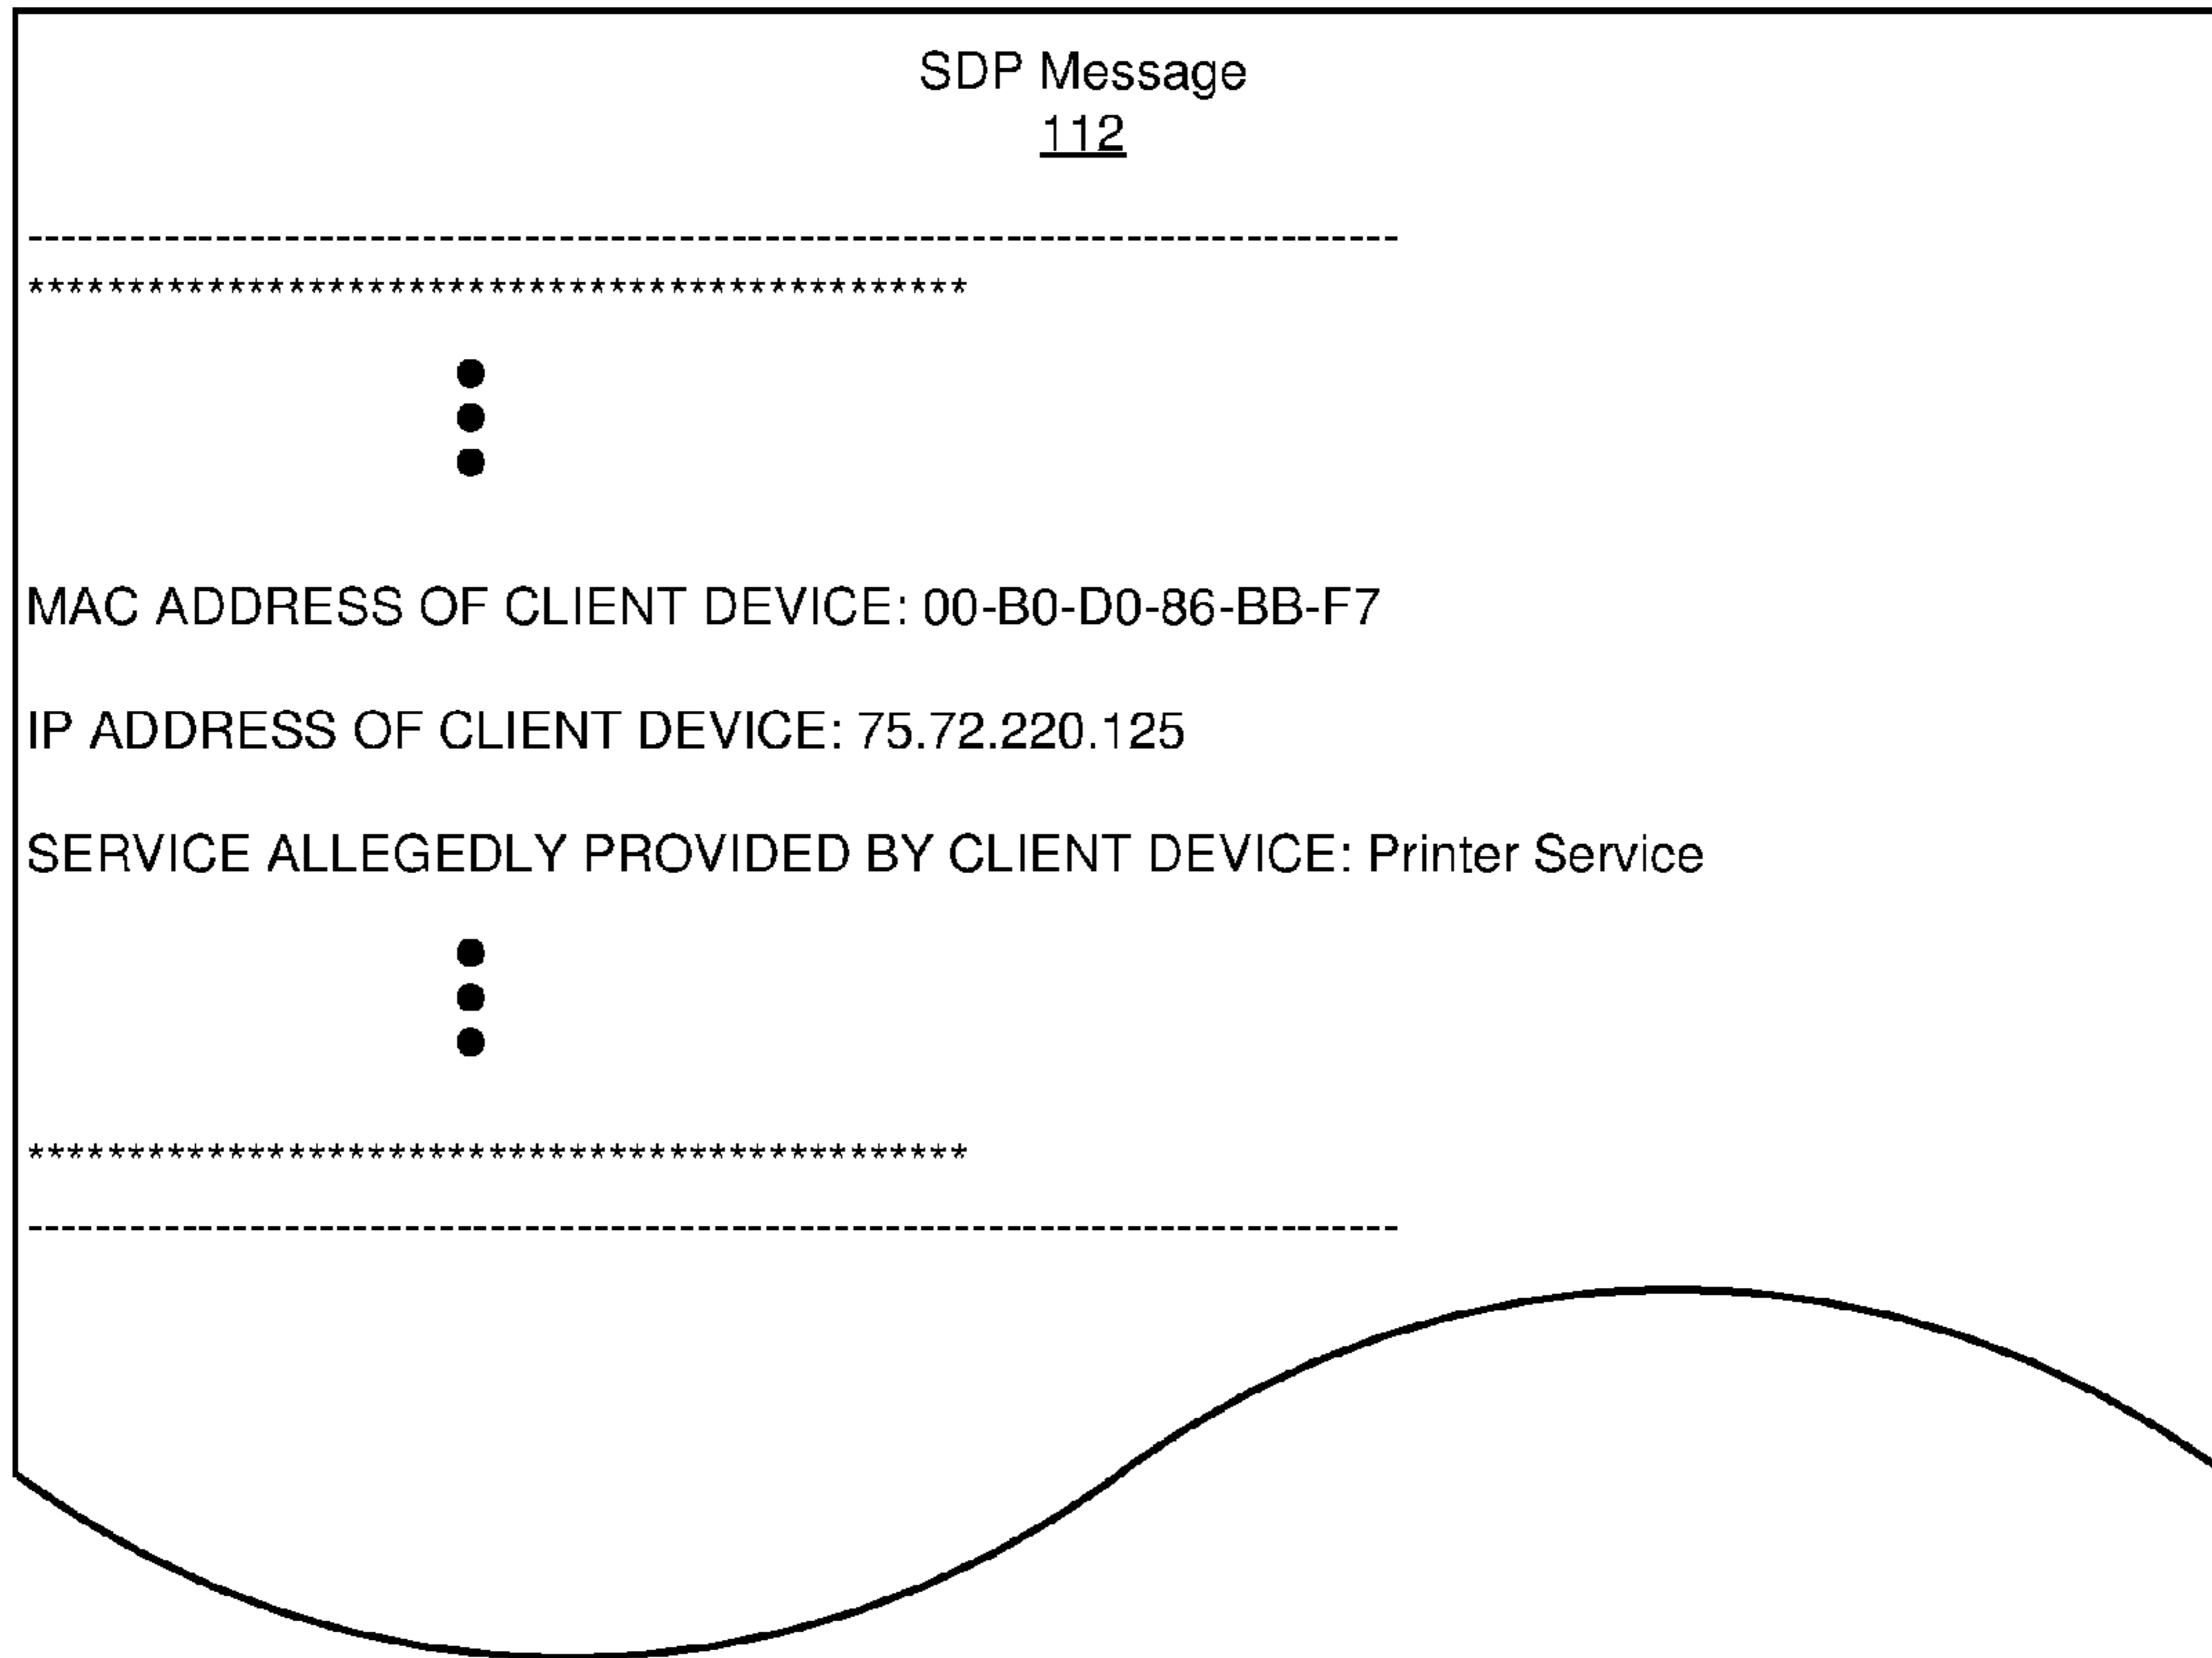 SDP Message
112
--------------------------------------------------------------------------------
***********************************************
MAC ADDRESS OF CLIENT DEVICE: 00-B0-D0-86-BB-F7
IP ADDRESS OF CLIENT DEVICE: 75.72.220.125
SERVICE ALLEGEDLY PROVIDED BY CLIENT DEVICE: Printer Service
***********************************************
--------------------------------------------------------------------------------